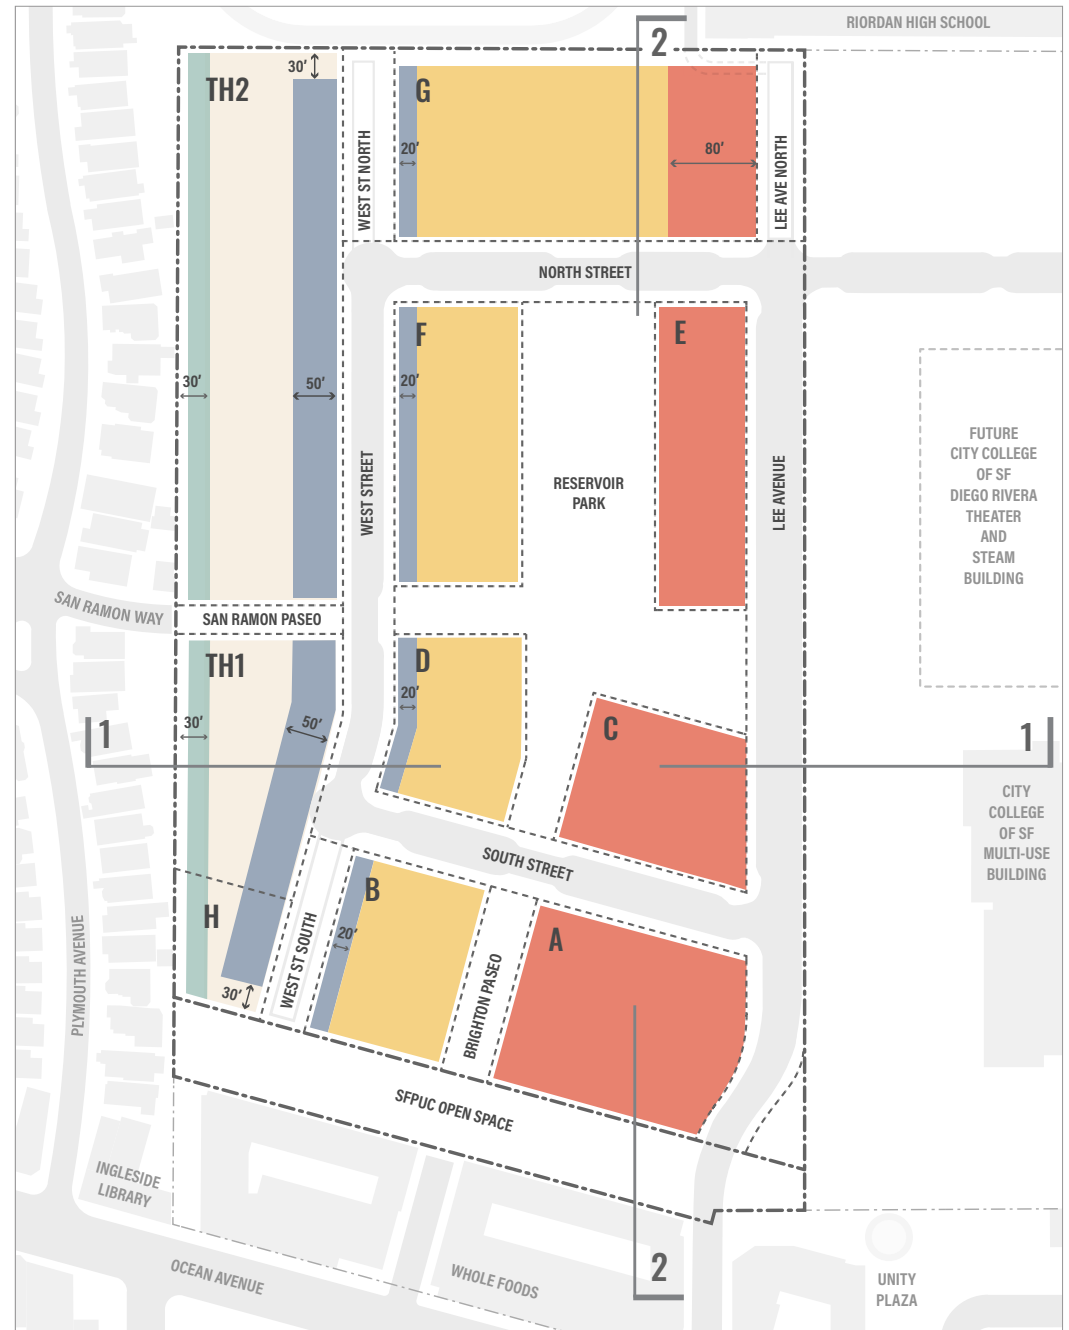 RIORDAN HIGH SCHOOL
2
30'
TH2
G
20'
80'
WEST ST NORTH
LEE AVE NORTH
NORTH STREET
F
E
30'
50'
20'
WEST STREET
RESERVOIR
PARK
LEE AVENUE
FUTURE
CITY COLLEGE
OF SF
DIEGO RIVERA
THEATER
AND
STEAM
BUILDING
SAN RAMON WAY
SAN RAMON PASEO
TH1
D
20'
30'
50'
1
C
1
CITY
COLLEGE
OF SF
MULTI-USE
BUILDING
SOUTH STREET
B
H
A
20'
WEST ST SOUTH
PLYMOUTH AVENUE
30'
BRIGHTON PASEO
SFPUC OPEN SPACE
INGLESIDE
LIBRARY
OCEAN AVENUE
WHOLE FOODS
2
UNITY
PLAZA